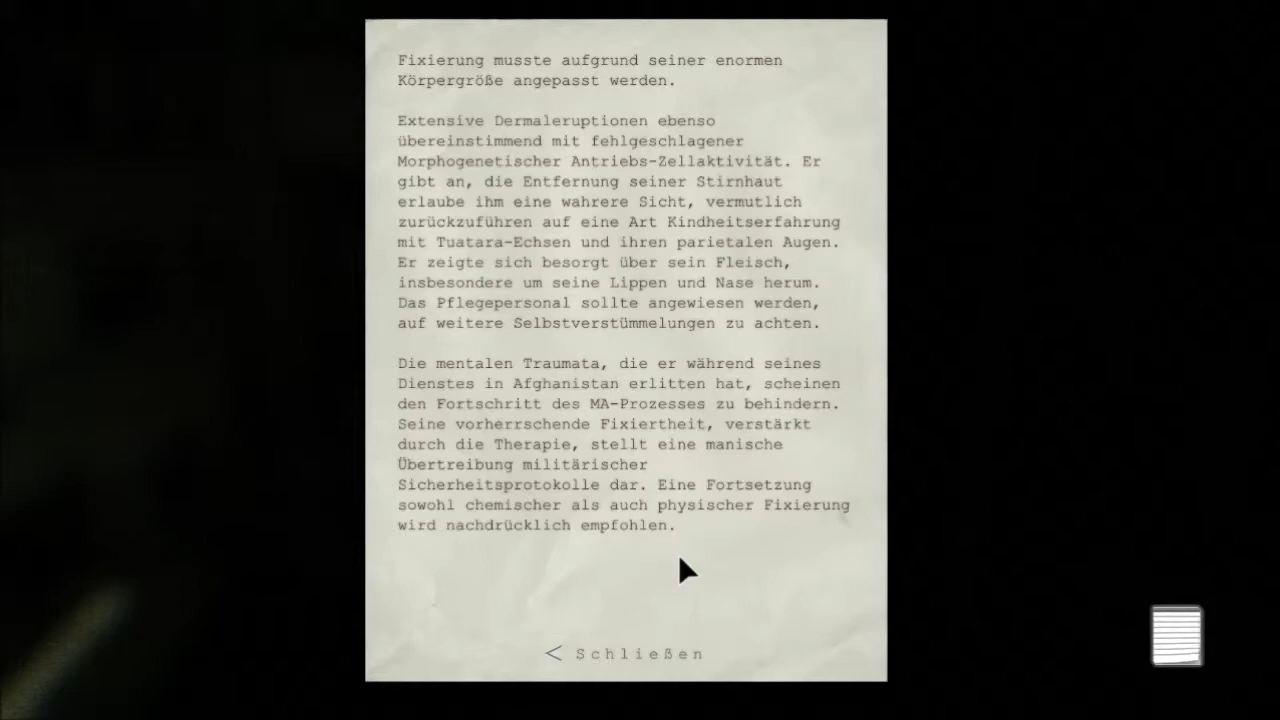 Fixierung musste aufgrund seiner enormen
Körpergröße angepasst werden.
Extensive Dermaleruptionen ebenso
übereinstimmend mit fehlgeschlagener
Morphogenetischer Antriebs-Zellaktivität. Er
gibt an, die Entfernung seiner Stirnhaut
erlaube ihm eine wahrere Sicht, vermutlich
zurückzuführen auf eine Art Kindheitserfahrung
mit Tuatara-Echsen und ihren parietalen Augen.
Er zeigte sich besorgt über sein Fleisch,
insbesondere um seine Lippen und Nase herum.
Das Pflegepersonal sollte angewiesen werden,
auf weitere Selbstverstümmelungen zu achten.
Die mentalen Traumata, die er während seines
Dienstes in Afghanistan erlitten hat, scheinen
den Fortschritt des MA-Prozesses zu behindern.
Seine vorherrschende Fixiertheit, verstärkt
durch die Therapie, stellt eine manische
Übertreibung militärischer
Sicherheitsprotokolle dar. Eine Fortsetzung
sowohl chemischer als auch physischer Fixierung
wird nachdrücklich empfohlen.
< Schließen